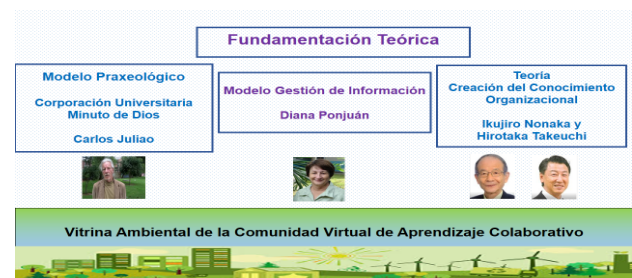 Fundamentación Teórica
Modelo Praxeológico
Corporación Universitaria
Minuto de Dios
Carlos Juliao
Modelo Gestión de Información
Diana Ponjuán
Teoría
Creación del Conocimiento
Organizacional
Ikujiro Nonaka y
Hirotaka Takeuchi
Vitrina Ambiental de la Comunidad Virtual de Aprendizaje Colaborativo